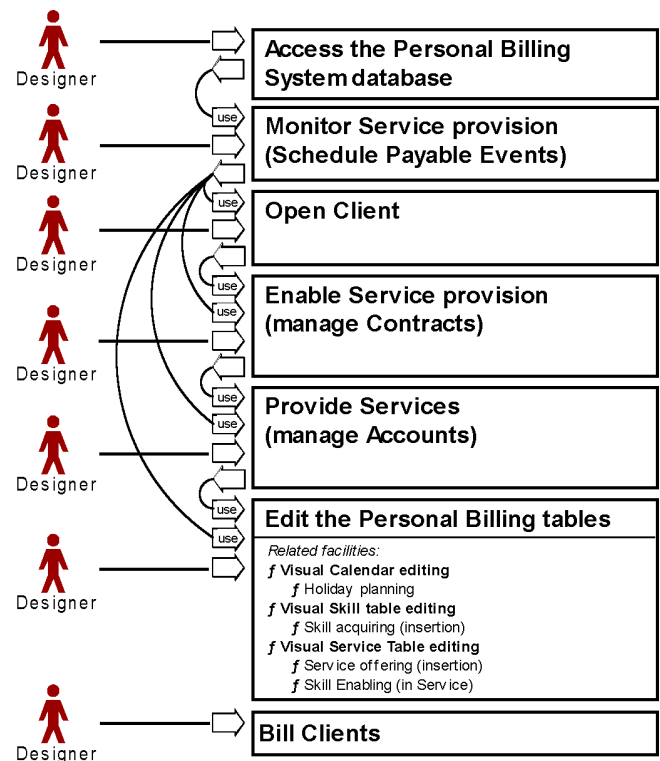 Designer
Access the Personal Billing
System database
use
Designer
Monitor Service provision
(Schedule Payable Events)
use
Designer
Open Client
use
use
Designer
Enable Service provision
(manage Contracts)
use
use
Designer
Provide Services
(manage Accounts)
use
use
Designer
Edit the Personal Billing tables
Related facilities:
ƒ Visual Calendar editing
ƒ Holiday planning
ƒ Visual Skill table editing
ƒ Skill acquiring (insertion)
ƒ Visual Service Table editing
ƒ Service offering (insertion)
ƒ Skill Enabling (in Service)
Designer
Bill Clients